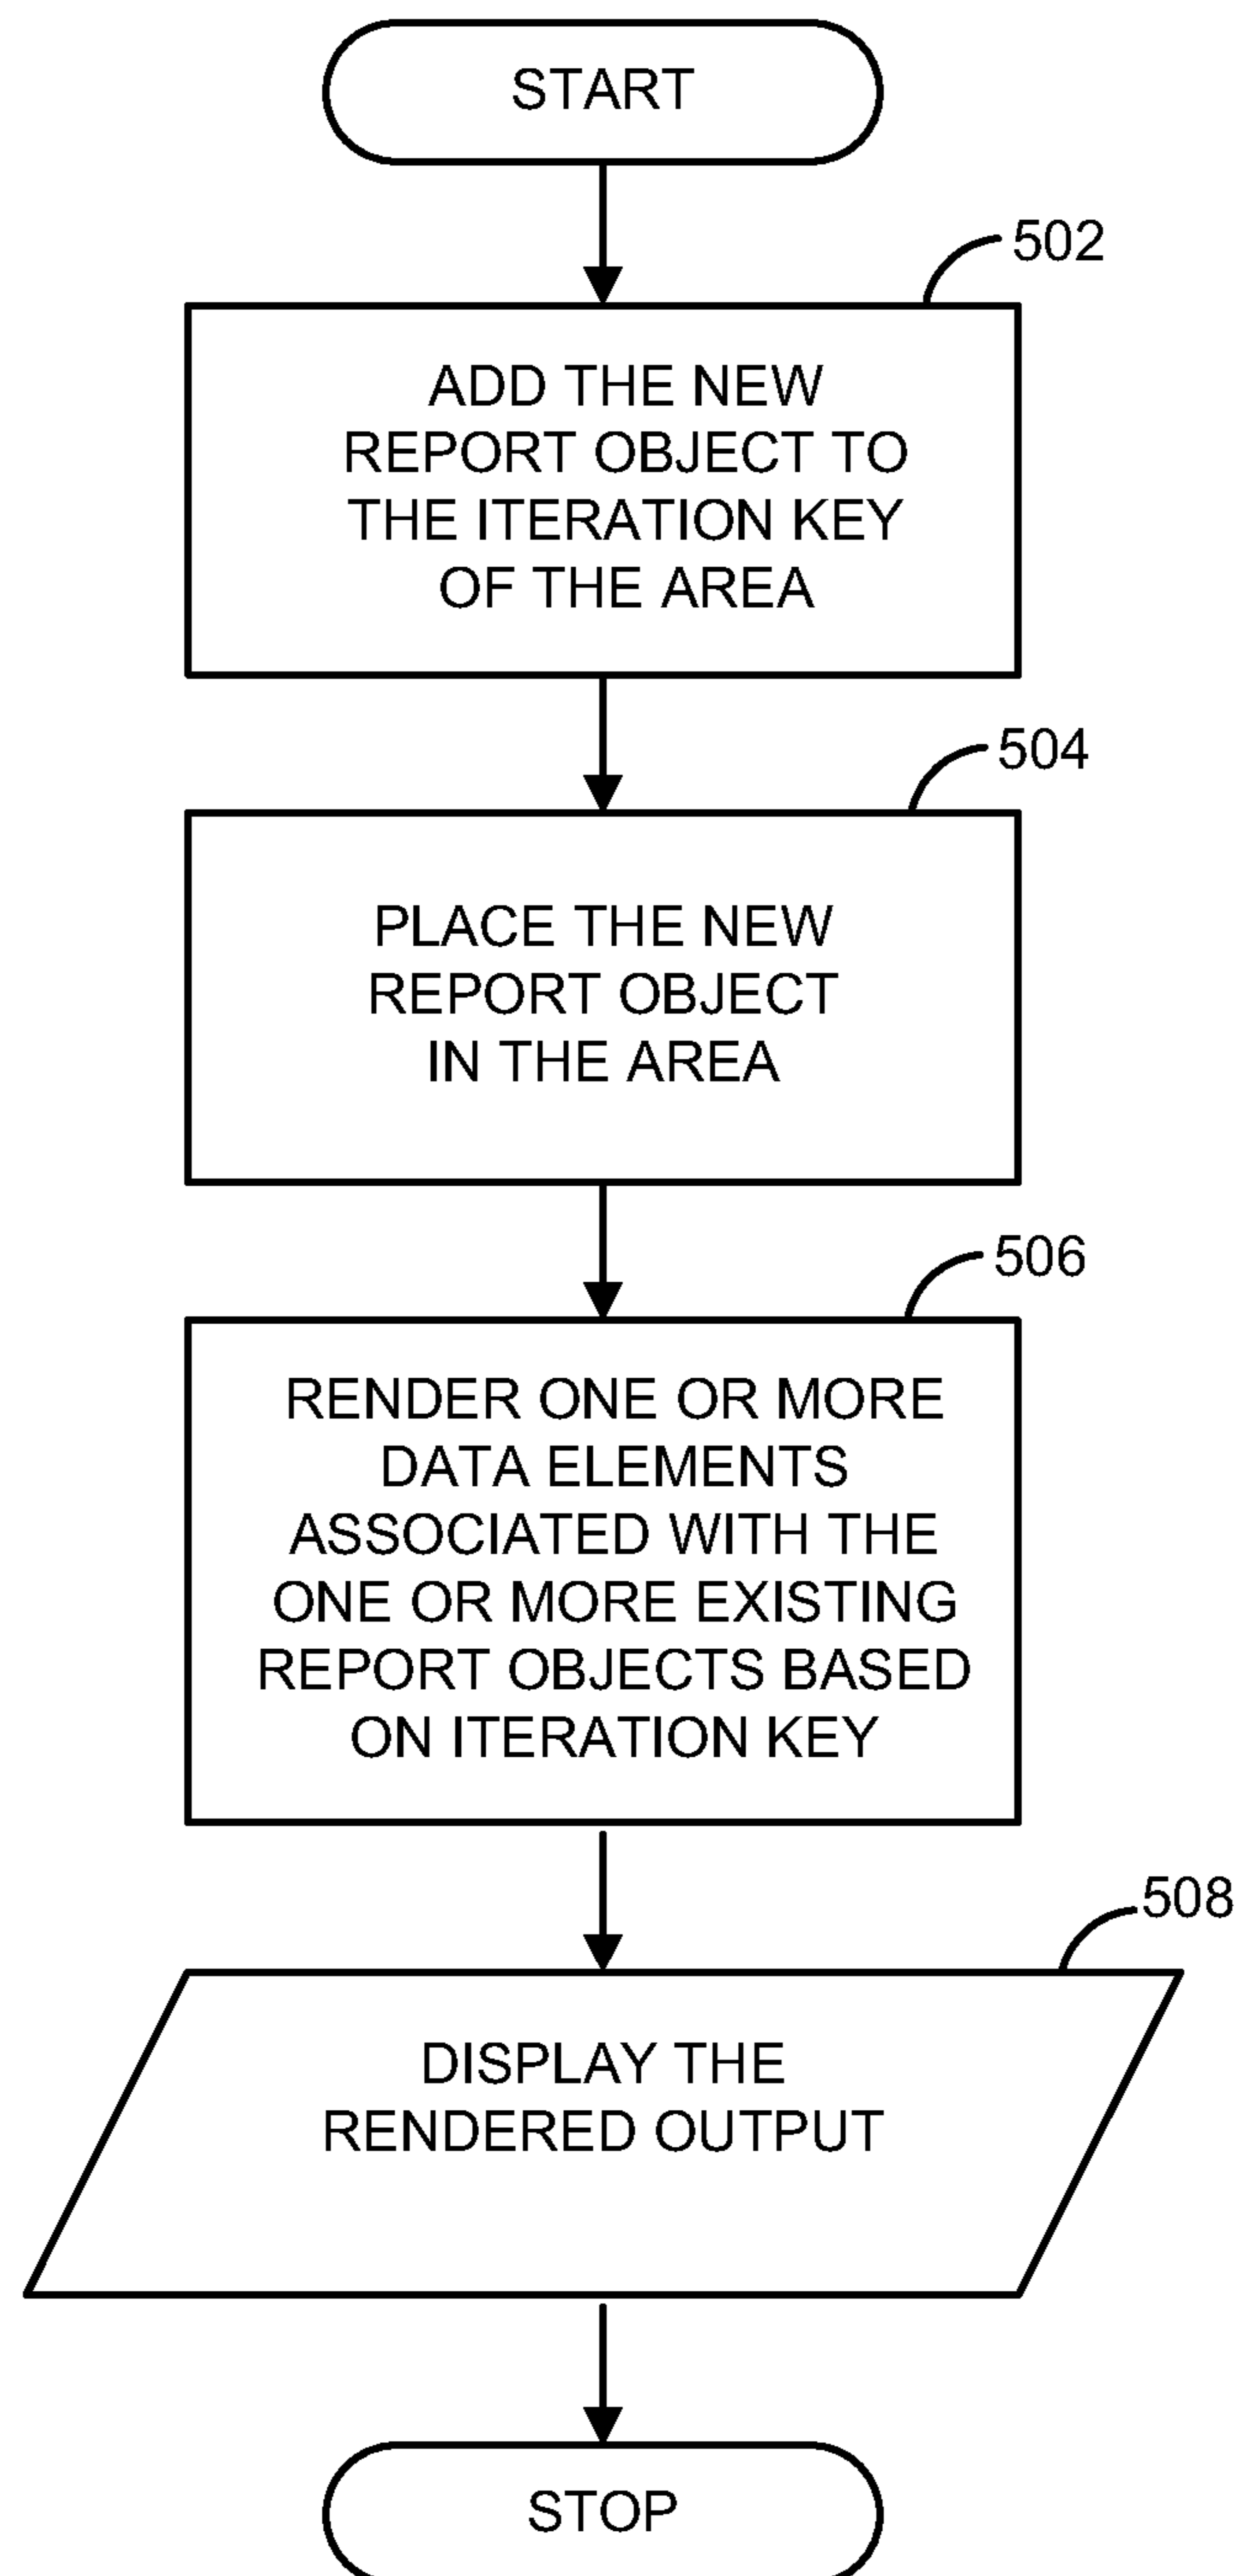 START
502
ADD THE NEW
REPORT OBJECT TO
THE ITERATION KEY
OF THE AREA
504
PLACE THE NEW
REPORT OBJECT
IN THE AREA
506
RENDER ONE OR MORE
DATA ELEMENTS
ASSOCIATED WITH THE
ONE OR MORE EXISTING
REPORT OBJECTS BASED
ON ITERATION KEY
508
DISPLAY THE
RENDERED OUTPUT
STOP